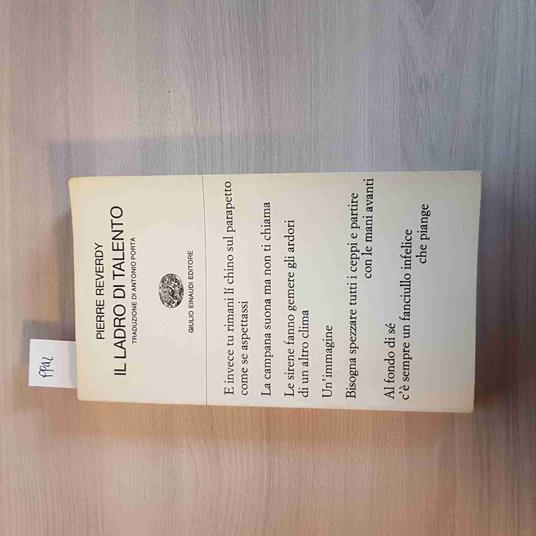 PIERRE REVERDY
IL LADRO DI TALENTO
TRADUZIONE DI ANTONIO PORTA
GIULIO EINAUDI EDITORE
E invece tu rimani lí chino sul parapetto
come se aspettassi
La campana suona ma non ti chiama
Le sirene fanno gemere gli ardori
di un altro clima
Un'immagine
Bisogna spezzare tutti i ceppi e partire
con le mani avanti
Al fondo di sé
c'è sempre un fanciullo infelice
che piange